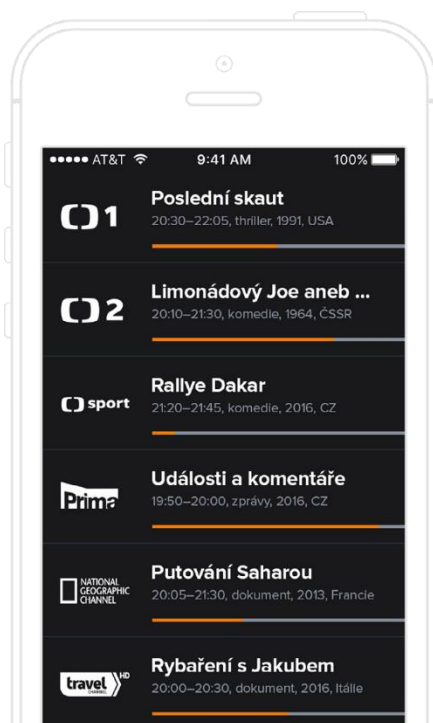 AT&T 9:41 AM 100%
1
Poslední skaut
20:30–22:05, thriller, 1991, USA
2
Limonádový Joe aneb ...
20:10–21:30, komedie, 1964, ČSSR
sport
Rallye Dakar
21:20–21:45, komedie, 2016, CZ
Prima
Události a komentáře
19:50–20:00, zprávy, 2016, CZ
NATIONAL
GEOGRAPHIC
CHANNEL
Putování Saharou
20:05–21:30, dokument, 2013, Francie
travel HD
CHANNEL
Rybaření s Jakubem
20:00–20:30, dokument, 2016, Itálie